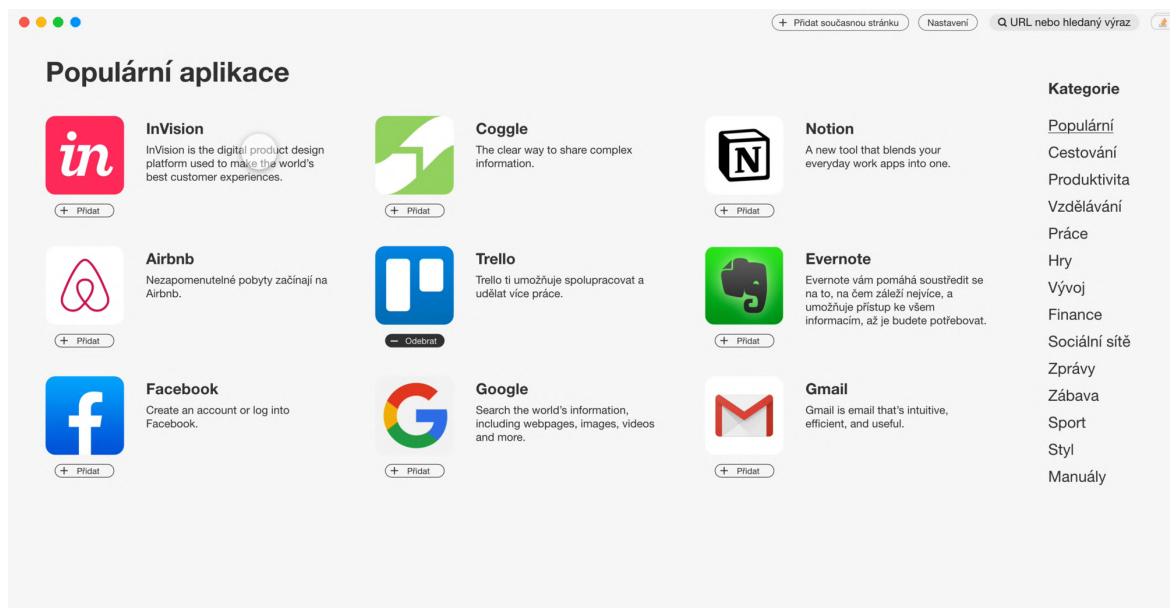 + Přidat současnou stránku
Nastavení
URL nebo hledaný výraz
Populární aplikace
in
InVision
InVision is the digital product design
platform used to make the world's
best customer experiences.
+ Přidat
Coggle
The clear way to share complex
information.
+ Přidat
N
Notion
A new tool that blends your
everyday work apps into one.
+ Přidat
Airbnb
Nezapomenutelné pobyty začínají na
Airbnb.
+ Přidat
Trello
Trello ti umožňuje spolupracovat a
udělat více práce.
− Odebrat
Evernote
Evernote vám pomáhá soustředit se
na to, na čem záleží nejvíce, a
umožňuje přístup ke všem
informacím, až je budete potřebovat.
+ Přidat
f
Facebook
Create an account or log into
Facebook.
+ Přidat
G
Google
Search the world's information,
including webpages, images, videos
and more.
+ Přidat
M
Gmail
Gmail is email that's intuitive,
efficient, and useful.
+ Přidat
Kategorie
Populární
Cestování
Produktivita
Vzdělávání
Práce
Hry
Vývoj
Finance
Sociální sítě
Zprávy
Zábava
Sport
Styl
Manuály